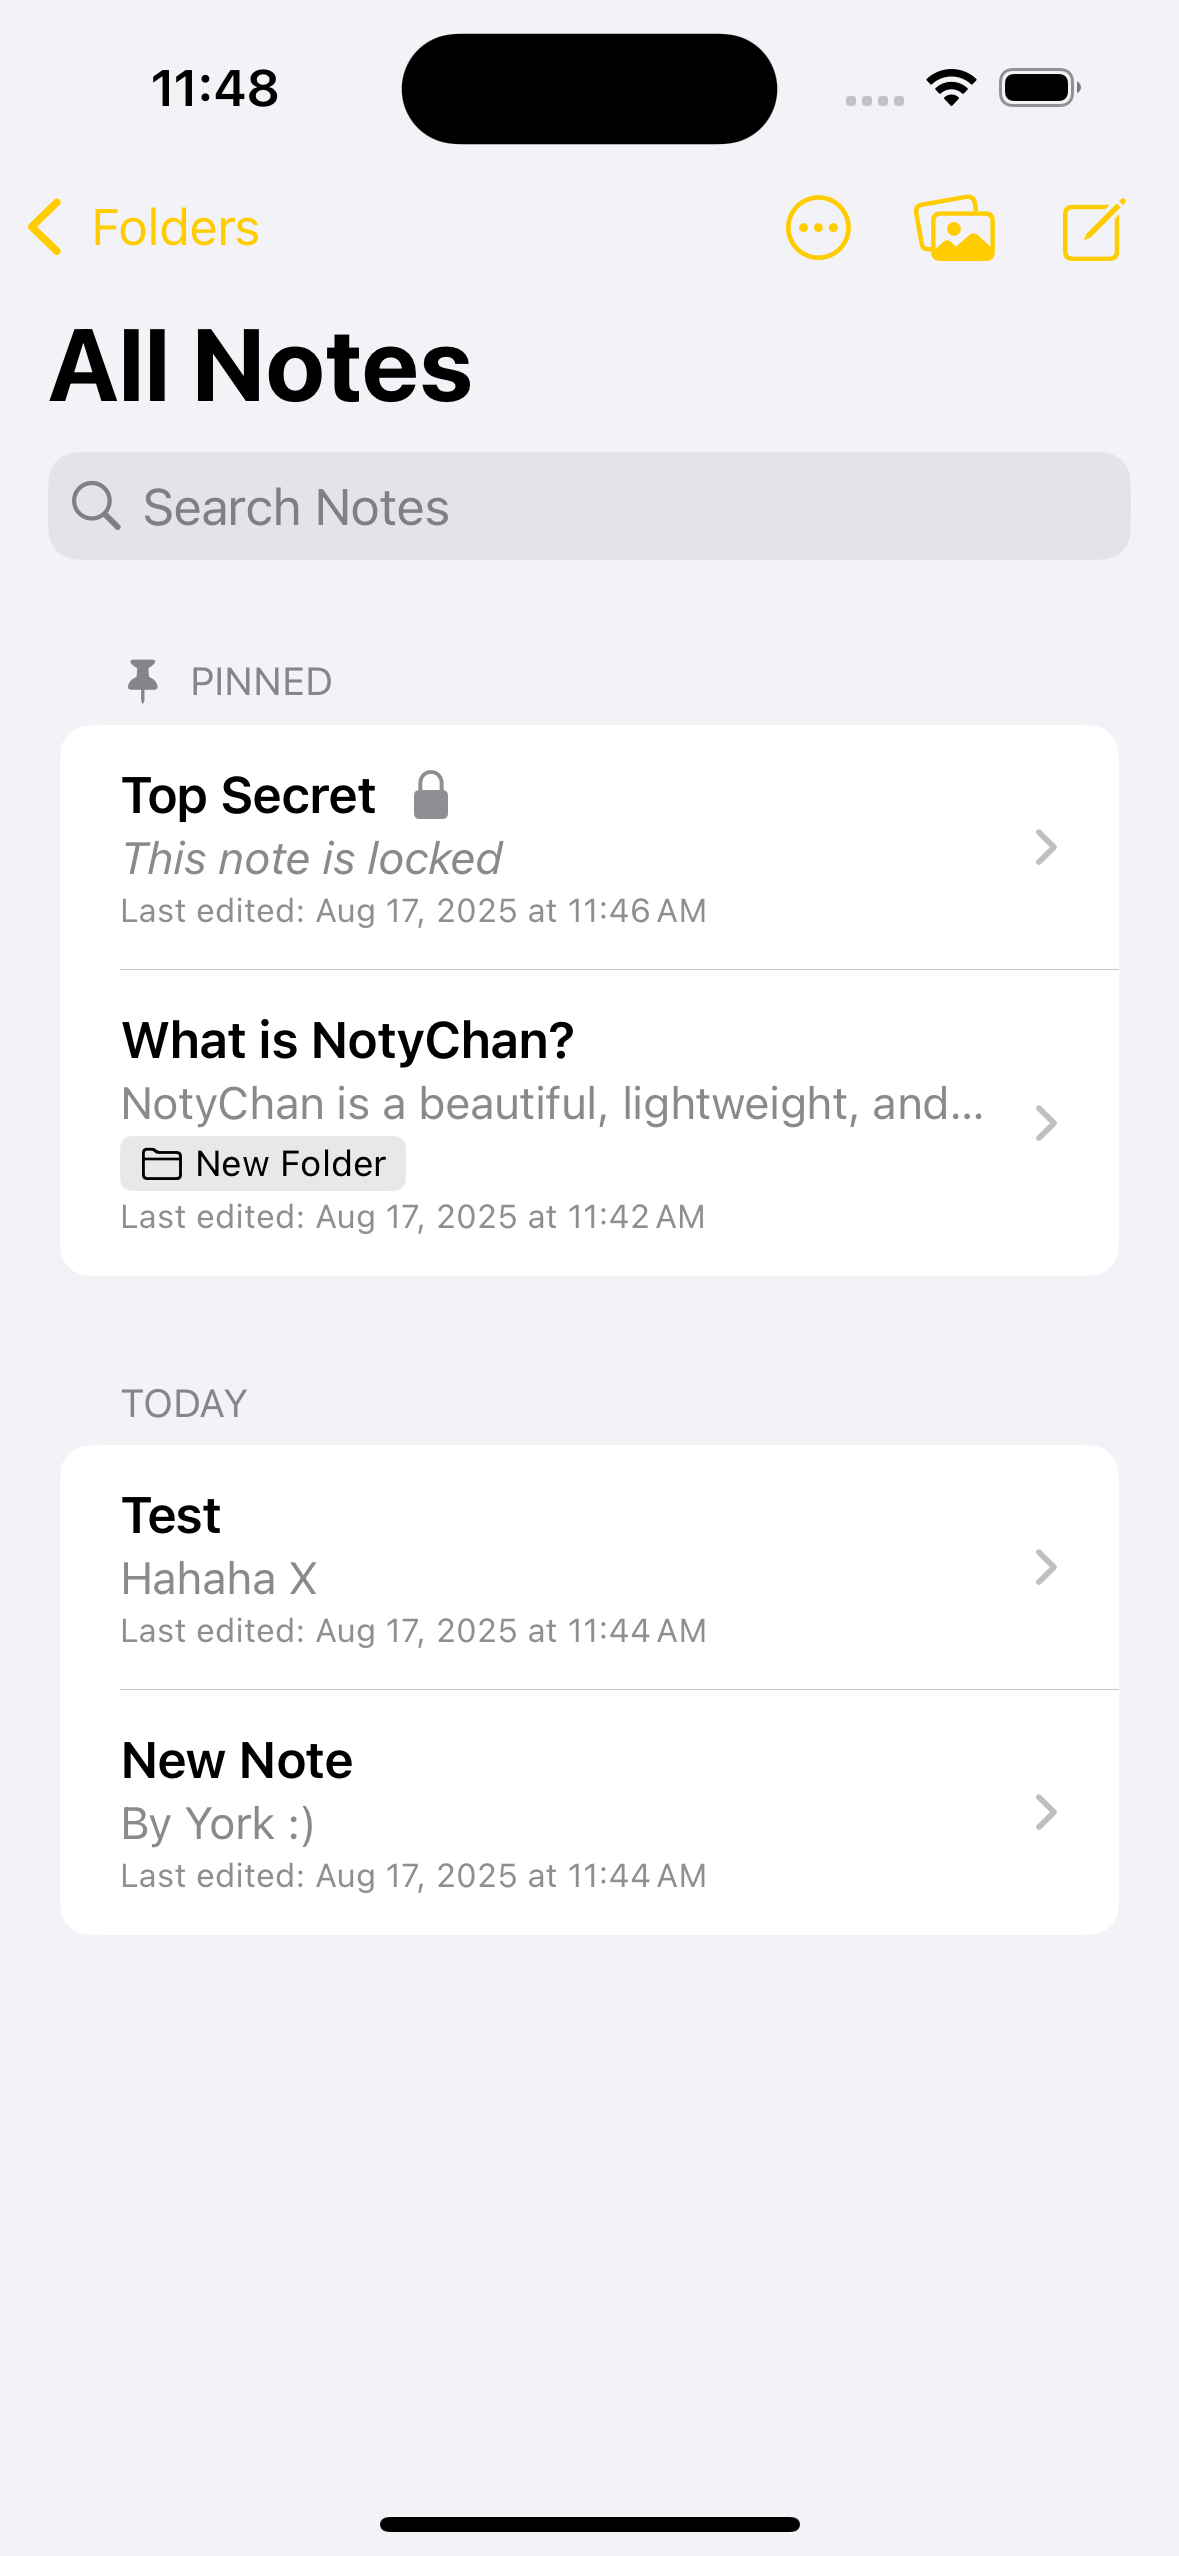 11:48
Folders
All Notes
Search Notes
PINNED
Top Secret
This note is locked
Last edited: Aug 17, 2025 at 11:46 AM
What is NotyChan?
NotyChan is a beautiful, lightweight, and...
New Folder
Last edited: Aug 17, 2025 at 11:42 AM
TODAY
Test
Hahaha X
Last edited: Aug 17, 2025 at 11:44 AM
New Note
By York :)
Last edited: Aug 17, 2025 at 11:44 AM